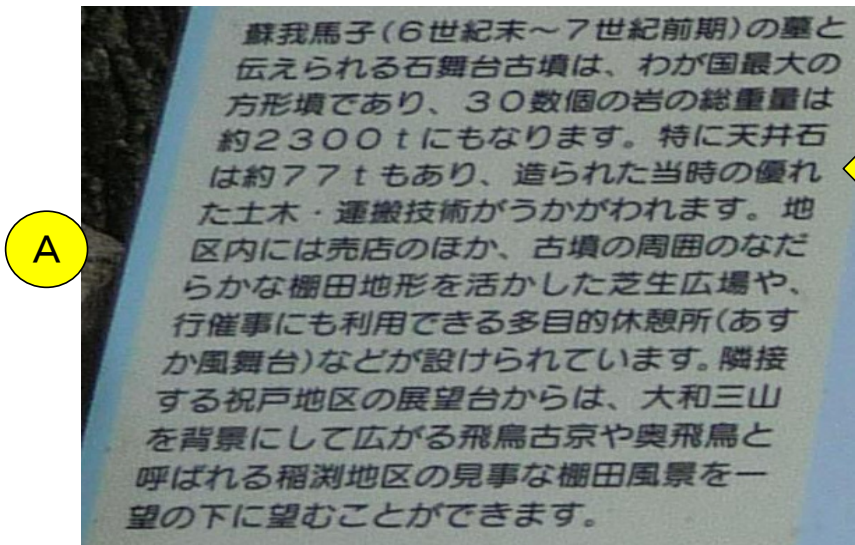 蘇我馬子(6世紀末～7世紀前期)の墓と
伝えられる石舞台古墳は、わが国最大の
方形墳であり、30数個の岩の総重量は
約2300tにもなります。特に天井石
は約77tもあり、造られた当時の優れ
た土木・運搬技術がうかがわれます。地
区内には売店のほか、古墳の周囲のなだ
らかな棚田地形を活かした芝生広場や、
行催事にも利用できる多目的休憩所(あす
か風舞台)などが設けられています。隣接
する祝戸地区の展望台からは、大和三山
を背景にして広がる飛鳥古京や奥飛鳥と
呼ばれる稲渕地区の見事な棚田風景を一
望の下に望むことができます。
A